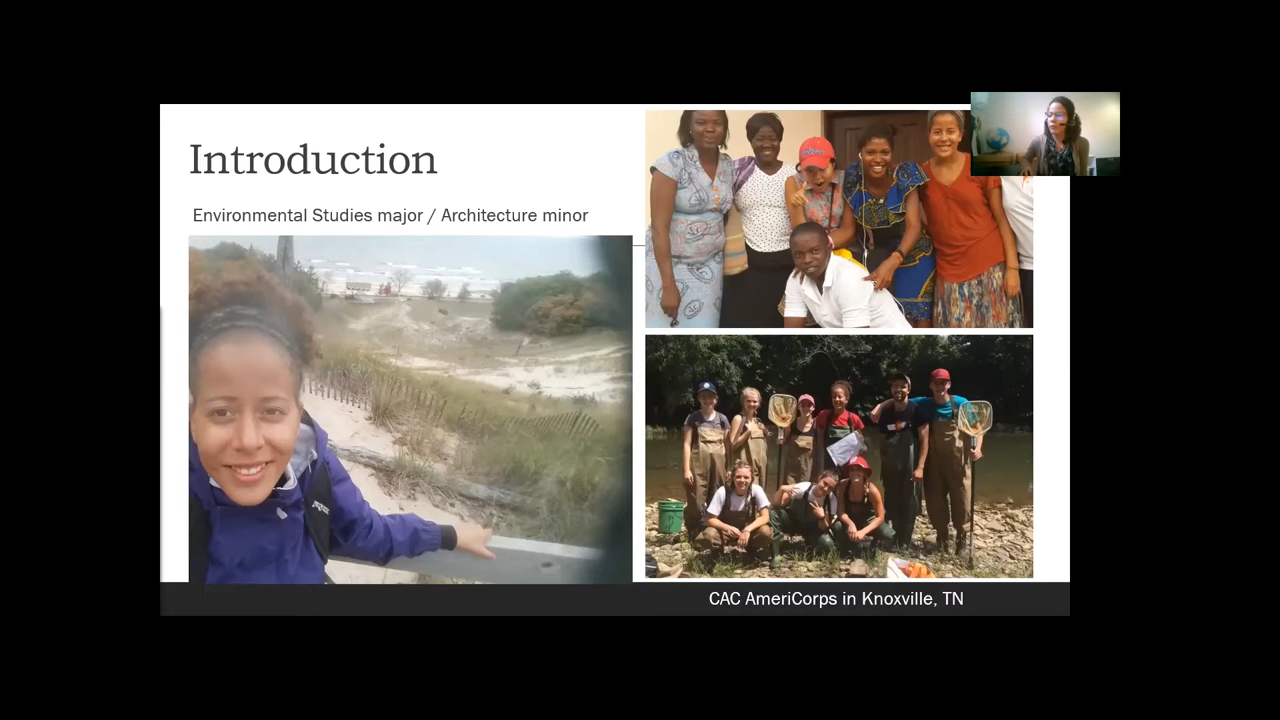 Introduction
Environmental Studies major / Architecture minor
CAC AmeriCorps in Knoxville, TN